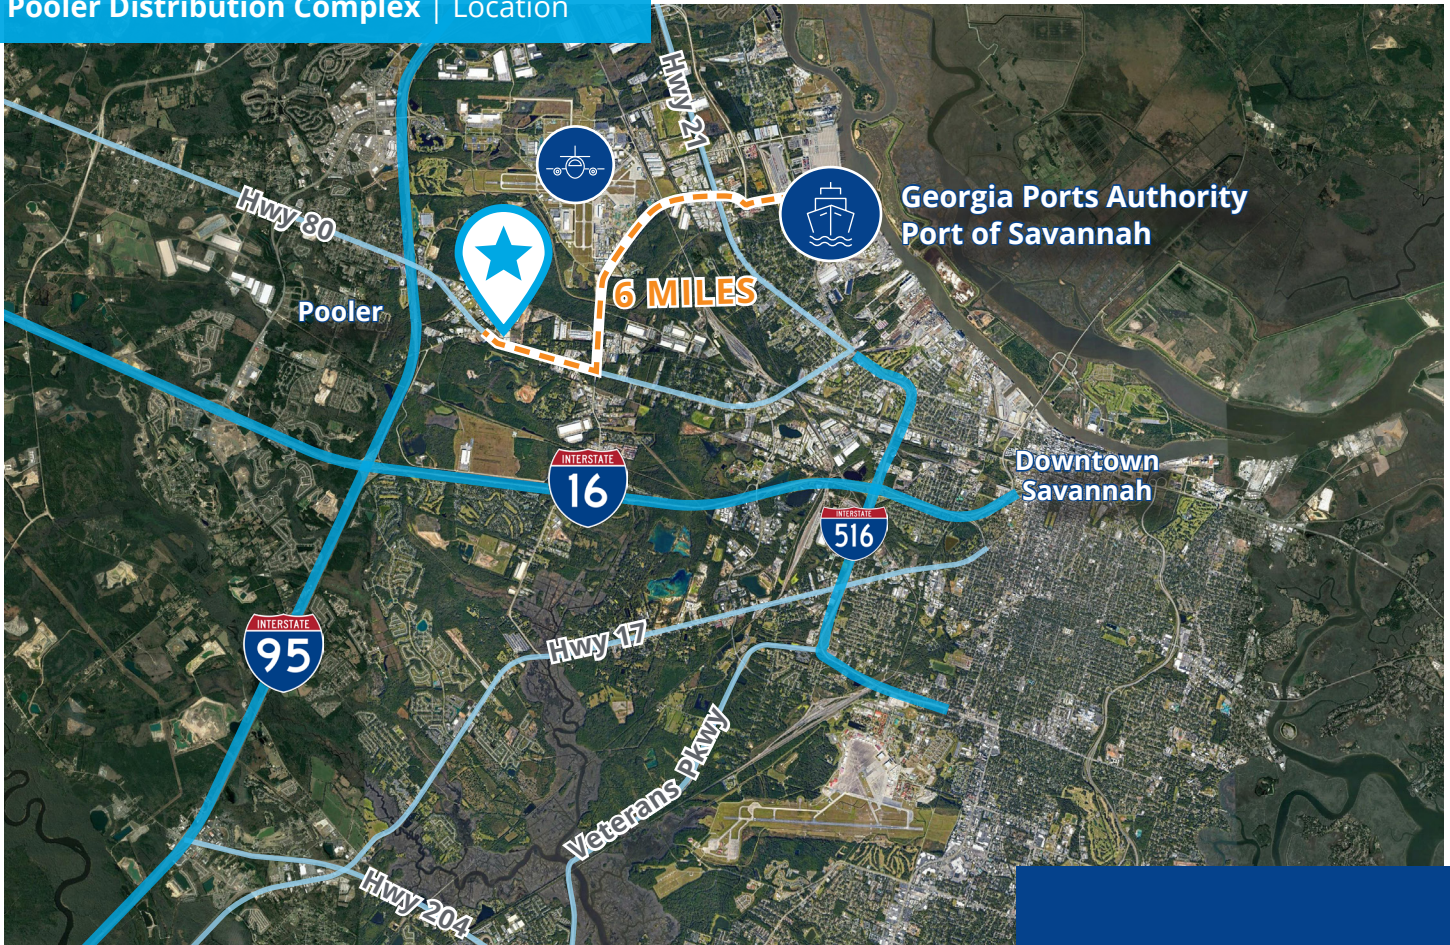 Pooler Distribution Complex | Location
Hwy 21
Hwy 80
Georgia Ports Authority
Port of Savannah
6 MILES
Pooler
Downtown
Savannah
INTERSTATE
16
INTERSTATE
516
INTERSTATE
95
Hwy 17
Veterans Pkwy
Hwy 204